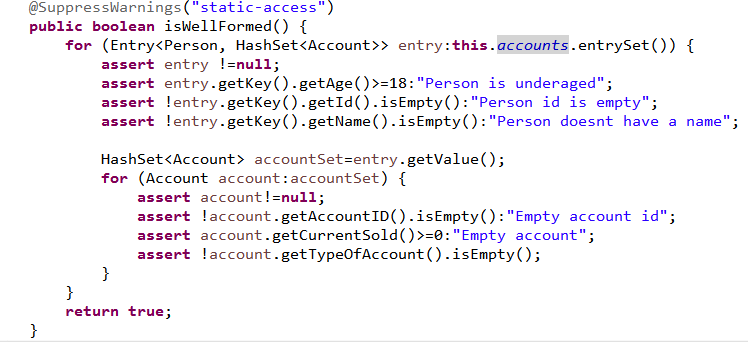 @SuppressWarnings("static-access")
public boolean isWellFormed() {
for (Entry<Person, HashSet<Account>> entry:this.accounts.entrySet()) {
assert entry !=null;
assert entry.getKey().getAge()>=18:"Person is underaged";
assert !entry.getKey().getId().isEmpty():"Person id is empty";
assert !entry.getKey().getName().isEmpty():"Person doesnt have a name";
HashSet<Account> accountSet=entry.getValue();
for (Account account:accountSet) {
assert account!=null;
assert !account.getAccountID().isEmpty():"Empty account id";
assert account.getCurrentSold()>=0:"Empty account";
assert !account.getTypeOfAccount().isEmpty();
}
}
return true;
}